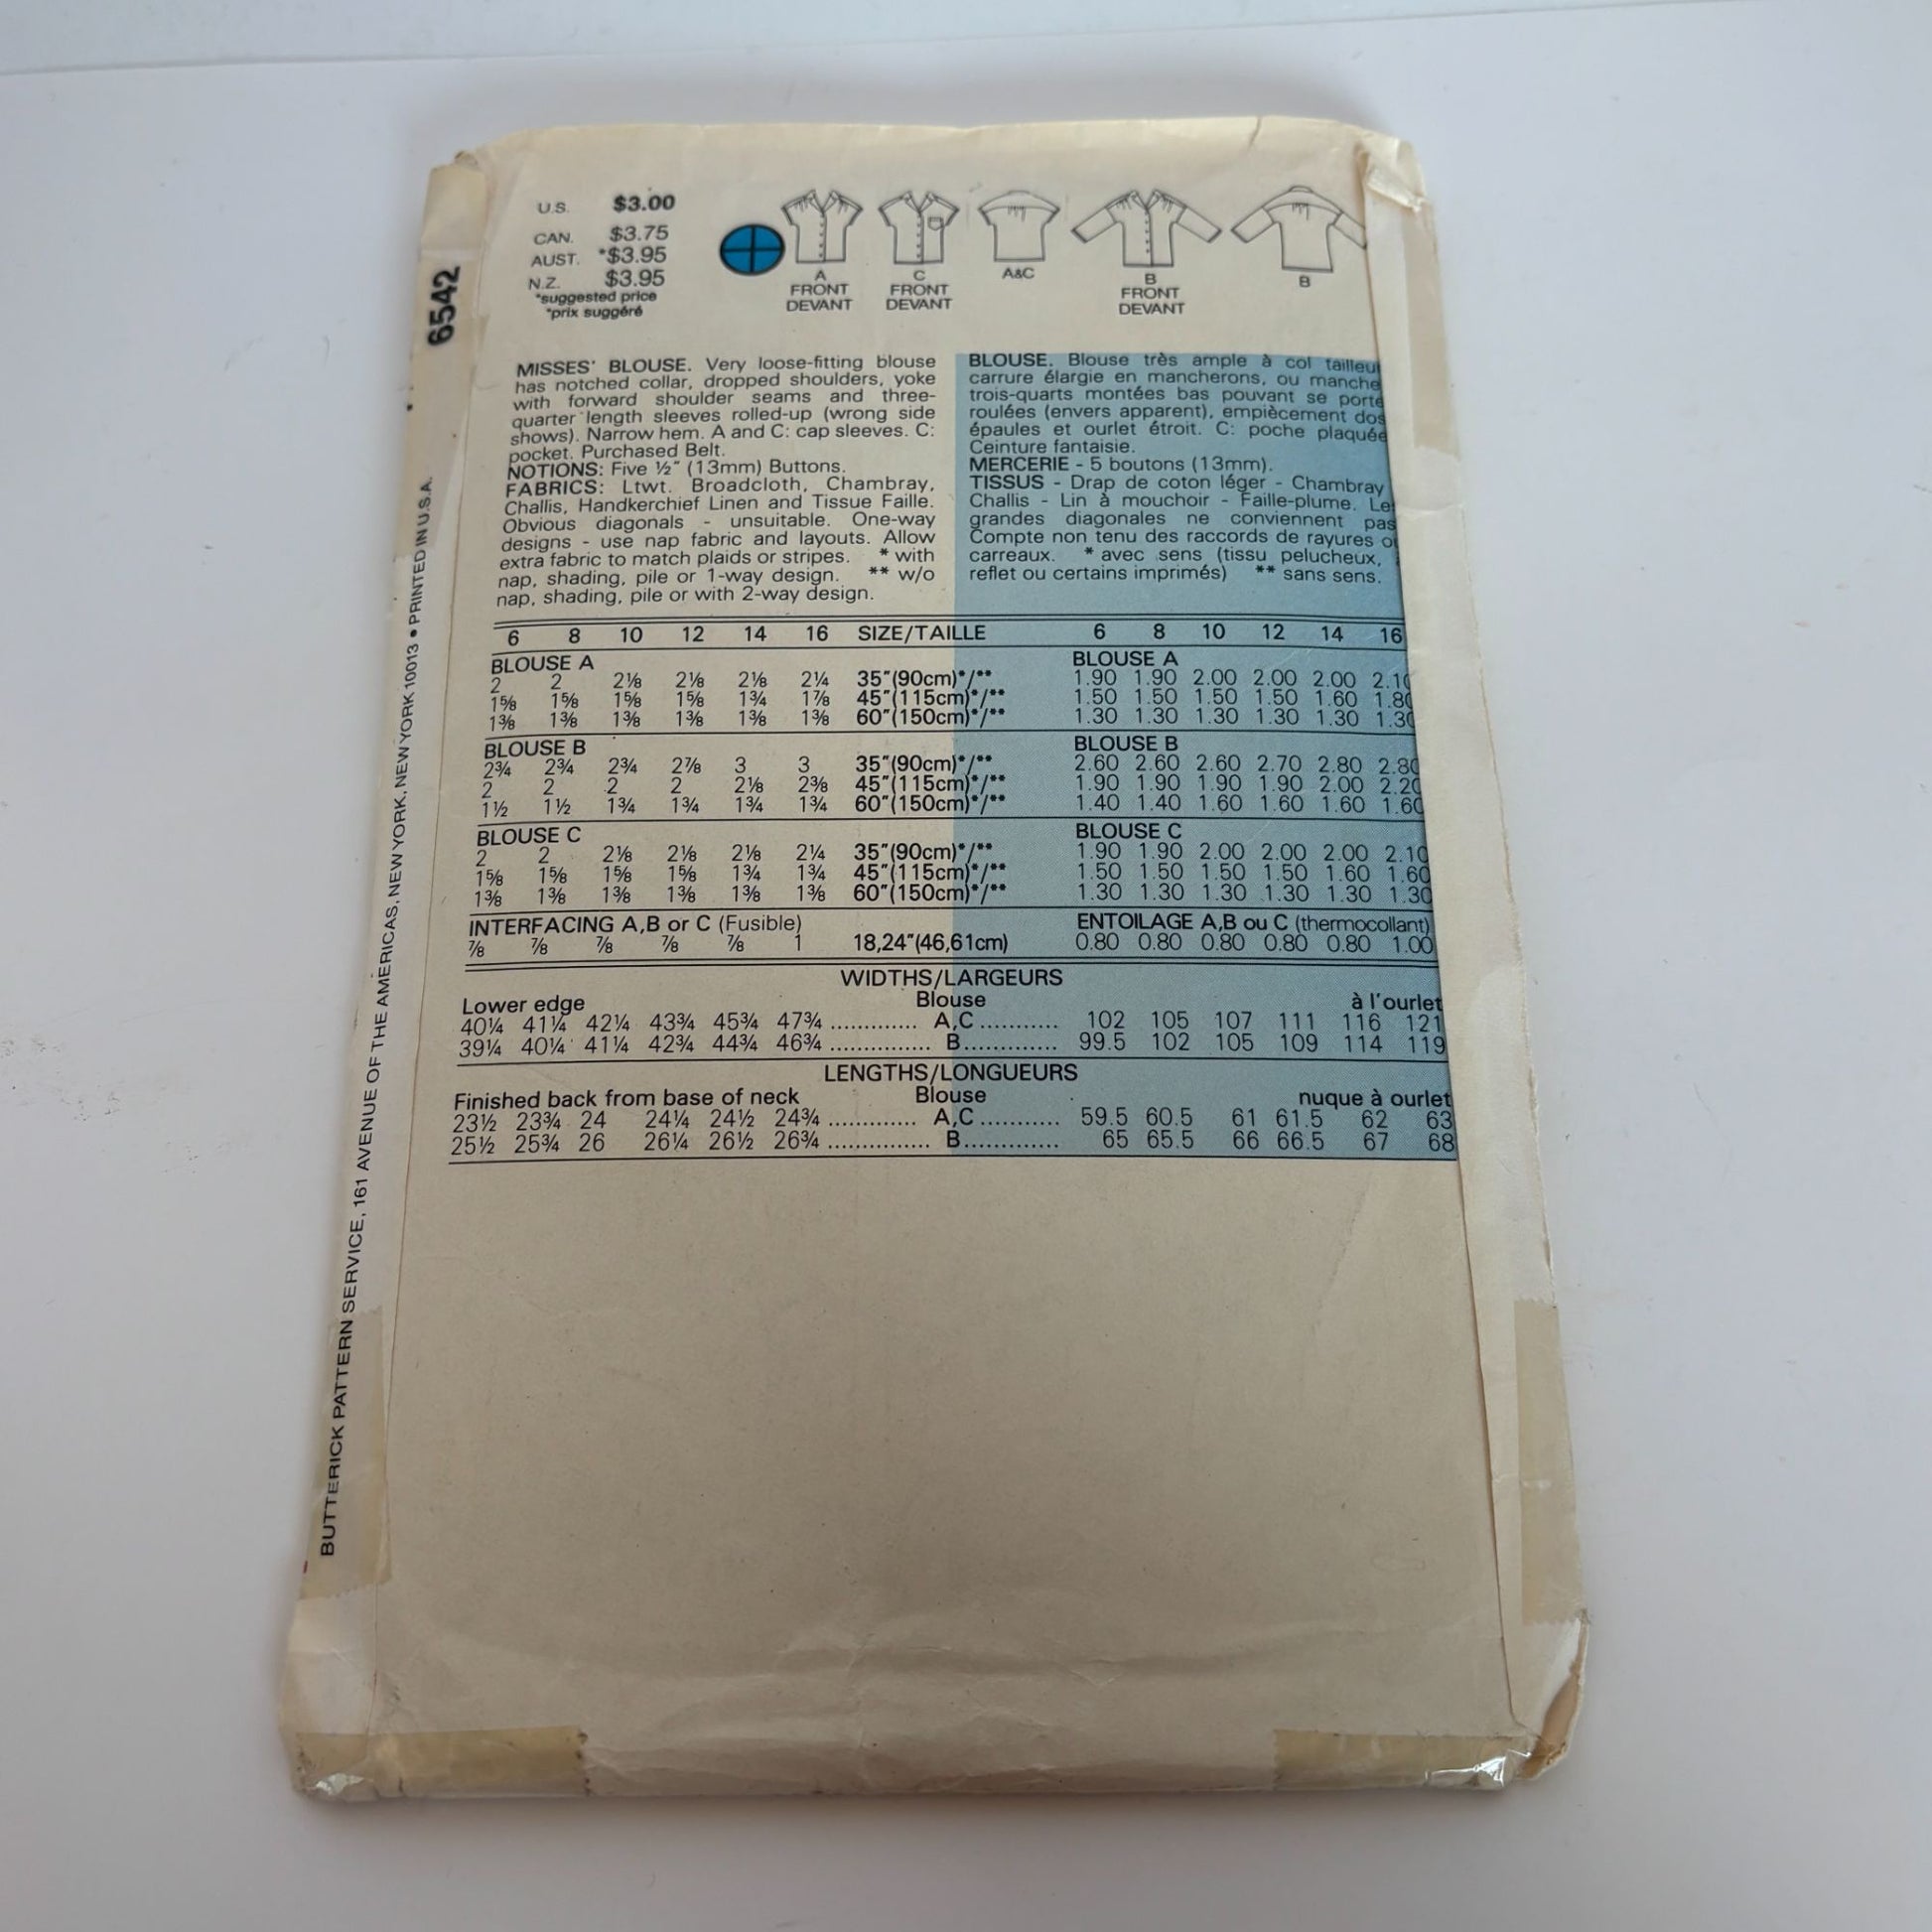 U.S. $3.00
CAN. $3.75
AUST. *$3.95
N.Z. $3.95
*suggested price
*prix suggéré
A
FRONT
DEVANT
C
FRONT
DEVANT
A&C
B
FRONT
DEVANT
B
6542
BUTTERICK PATTERN SERVICE, 161 AVENUE OF THE AMERICAS, NEW YORK, NEW YORK 10013 • PRINTED IN U.S.A.
MISSES' BLOUSE. Very loose-fitting blouse
has notched collar, dropped shoulders, yoke
with forward shoulder seams and three-
quarter length sleeves rolled-up (wrong side
shows). Narrow hem. A and C: cap sleeves. C:
pocket. Purchased Belt.
NOTIONS: Five ½" (13mm) Buttons.
FABRICS: Ltwt. Broadcloth, Chambray,
Challis, Handkerchief Linen and Tissue Faille.
Obvious diagonals - unsuitable. One-way
designs - use nap fabric and layouts. Allow
extra fabric to match plaids or stripes. * with
nap, shading, pile or 1-way design. ** w/o
nap, shading, pile or with 2-way design.
BLOUSE. Blouse très ample à col tailleu
carrure élargie en mancherons, ou manche
trois-quarts montées bas pouvant se porte
roulées (envers apparent), empiècement dos
épaules et ourlet étroit. C: poche plaquée
Ceinture fantaisie.
MERCERIE - 5 boutons (13mm).
TISSUS - Drap de coton léger - Chambray
Challis - Lin à mouchoir - Faille-plume. Le
grandes diagonales ne conviennent pas
Compte non tenu des raccords de rayures o
carreaux. * avec sens (tissu pelucheux,
reflet ou certains imprimés) ** sans sens.
6 8 10 12 14 16 SIZE/TAILLE 6 8 10 12 14 16
BLOUSE A BLOUSE A
2 2 2⅛ 2⅛ 2⅛ 2¼ 35"(90cm)*/** 1.90 1.90 2.00 2.00 2.00 2.10
1⅝ 1⅝ 1⅝ 1⅝ 1¾ 1⅞ 45"(115cm)*/** 1.50 1.50 1.50 1.50 1.60 1.80
1⅜ 1⅜ 1⅜ 1⅜ 1⅜ 1⅜ 60"(150cm)*/** 1.30 1.30 1.30 1.30 1.30 1.30
BLOUSE B BLOUSE B
2¾ 2¾ 2¾ 2⅞ 3 3 35"(90cm)*/** 2.60 2.60 2.60 2.70 2.80 2.80
2 2 2 2 2⅛ 2⅜ 45"(115cm)*/** 1.90 1.90 1.90 1.90 2.00 2.20
1½ 1½ 1¾ 1¾ 1¾ 1¾ 60"(150cm)*/** 1.40 1.40 1.60 1.60 1.60 1.60
BLOUSE C BLOUSE C
2 2 2⅛ 2⅛ 2⅛ 2¼ 35"(90cm)*/** 1.90 1.90 2.00 2.00 2.00 2.10
1⅝ 1⅝ 1⅝ 1⅝ 1¾ 1¾ 45"(115cm)*/** 1.50 1.50 1.50 1.50 1.60 1.60
1⅜ 1⅜ 1⅜ 1⅜ 1⅜ 1⅜ 60"(150cm)*/** 1.30 1.30 1.30 1.30 1.30 1.30
INTERFACING A,B or C (Fusible) ENTOILAGE A,B ou C (thermocollant)
⅞ ⅞ ⅞ ⅞ ⅞ 1 18,24"(46,61cm) 0.80 0.80 0.80 0.80 0.80 1.00
WIDTHS/LARGEURS
Lower edge Blouse à l'ourlet
40¼ 41¼ 42¼ 43¾ 45¾ 47¾ ............. A,C ........... 102 105 107 111 116 121
39¼ 40¼ 41¼ 42¾ 44¾ 46¾ ............... B............. 99.5 102 105 109 114 119
LENGTHS/LONGUEURS
Finished back from base of neck Blouse nuque à ourlet
23½ 23¾ 24 24¼ 24½ 24¾ ............. A,C ........... 59.5 60.5 61 61.5 62 63
25½ 25¾ 26 26¼ 26½ 26¾ ............... B............. 65 65.5 66 66.5 67 68